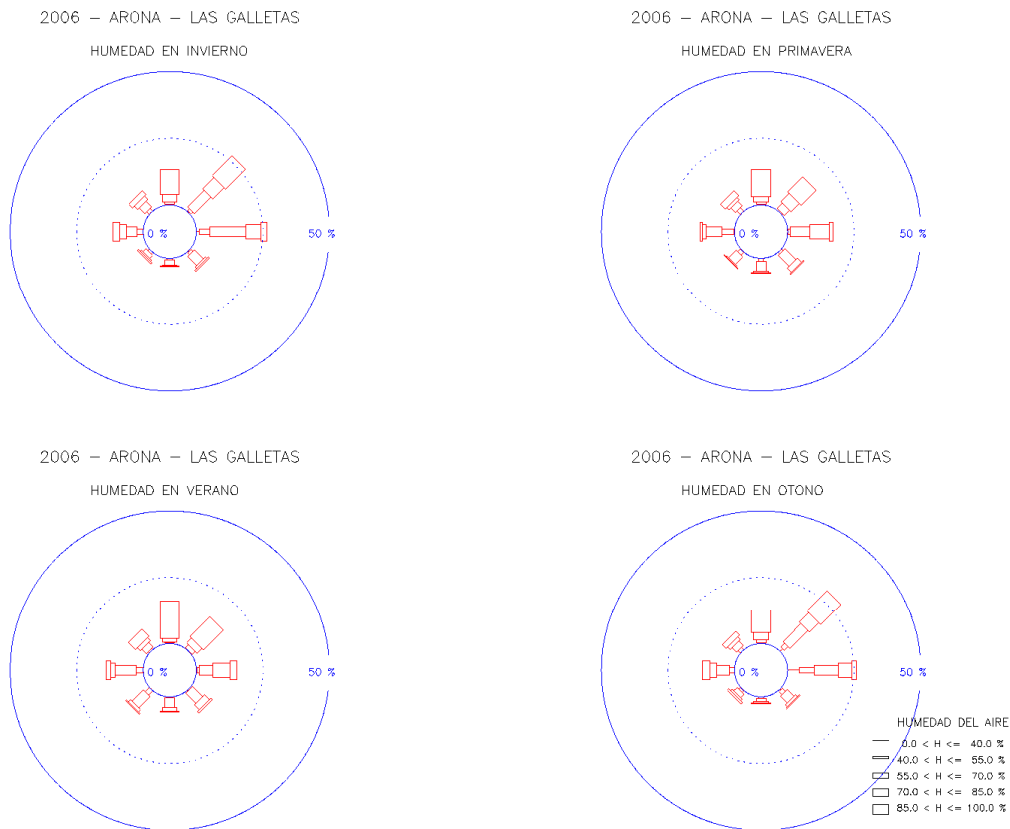 2006 – ARONA – LAS GALLETAS
HUMEDAD EN INVIERNO
0 %
50 %
2006 – ARONA – LAS GALLETAS
HUMEDAD EN PRIMAVERA
0 %
50 %
2006 – ARONA – LAS GALLETAS
HUMEDAD EN VERANO
0 %
50 %
2006 – ARONA – LAS GALLETAS
HUMEDAD EN OTONO
0 %
50 %
HUMEDAD DEL AIRE
0.0 < H <= 40.0 %
40.0 < H <= 55.0 %
55.0 < H <= 70.0 %
70.0 < H <= 85.0 %
85.0 < H <= 100.0 %